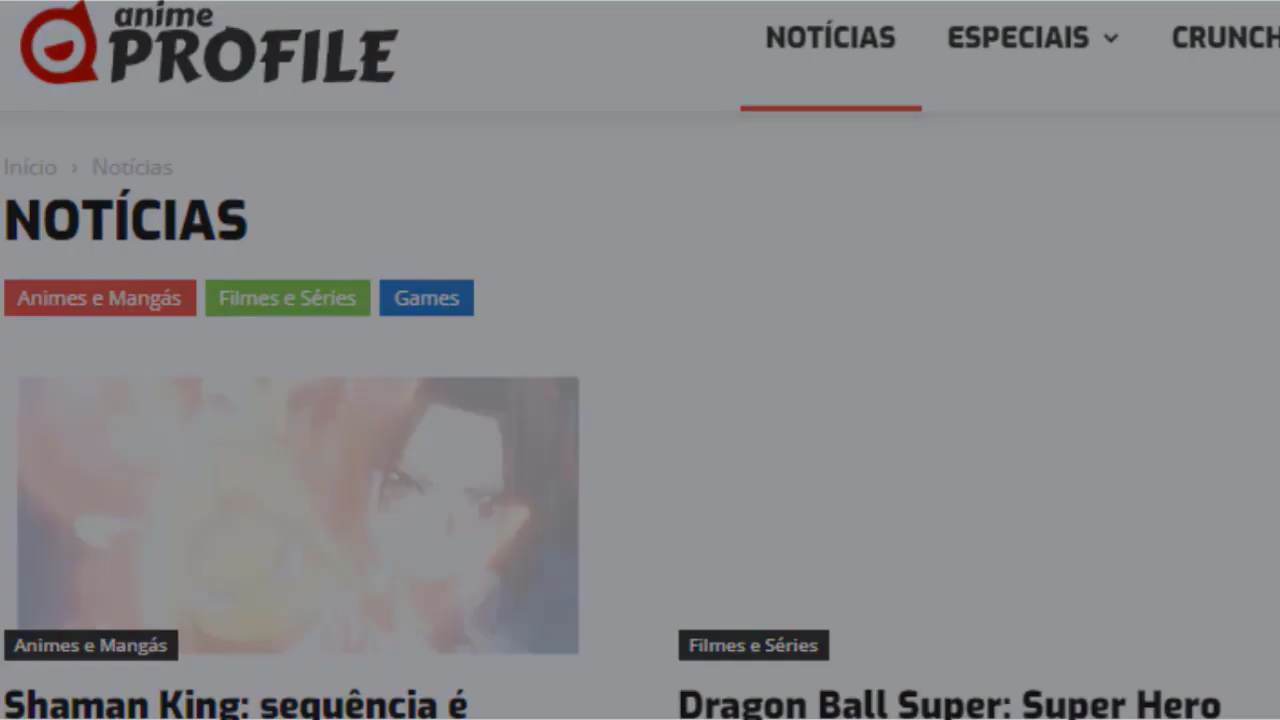 anime
PROFILE
NOTÍCIAS
ESPECIAIS
CRUNCH
Início › Notícias
NOTÍCIAS
Animes e Mangás
Filmes e Séries
Games
Animes e Mangás
Filmes e Séries
Shaman King: sequência é
Dragon Ball Super: Super Hero